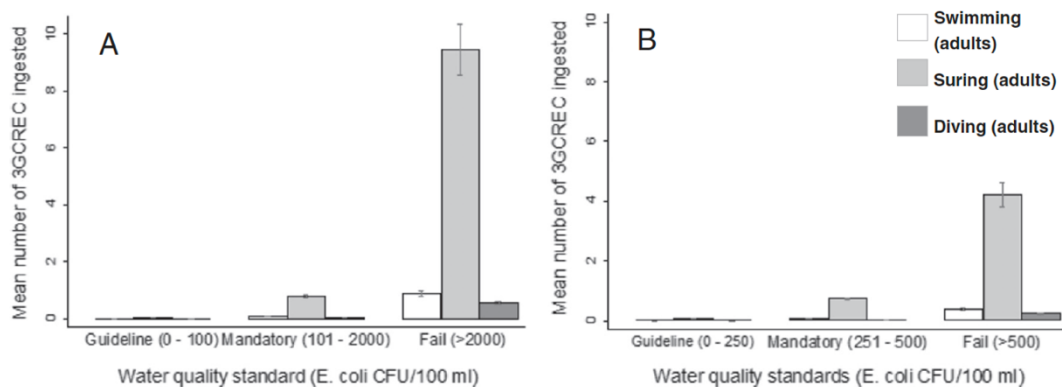 A
Mean number of 3GCREC ingested
10
8
6
4
2
0
Guideline (0 - 100) Mandatory (101 - 2000) Fail (>2000)
Water quality standard (E. coli CFU/100 ml)
B
Mean number of 3GCREC ingested
10
8
6
4
2
0
Guideline (0 - 250) Mandatory (251 - 500) Fail (>500)
Water quality standards (E. coli CFU/100 ml)
Swimming
(adults)
Suring (adults)
Diving (adults)